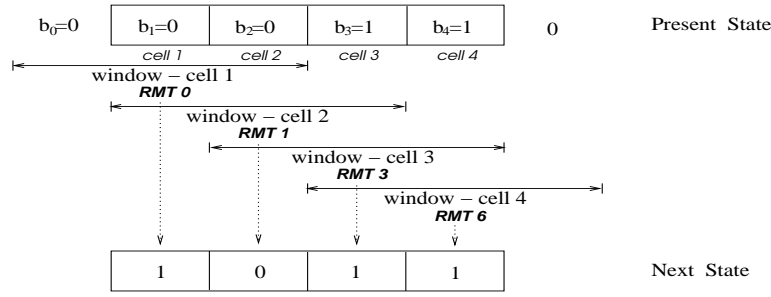 b₀=0 b₁=0 b₂=0 b₃=1 b₄=1 0 Present State
cell 1 cell 2 cell 3 cell 4
window – cell 1
RMT 0
window – cell 2
RMT 1
window – cell 3
RMT 3
window – cell 4
RMT 6
1 0 1 1 Next State